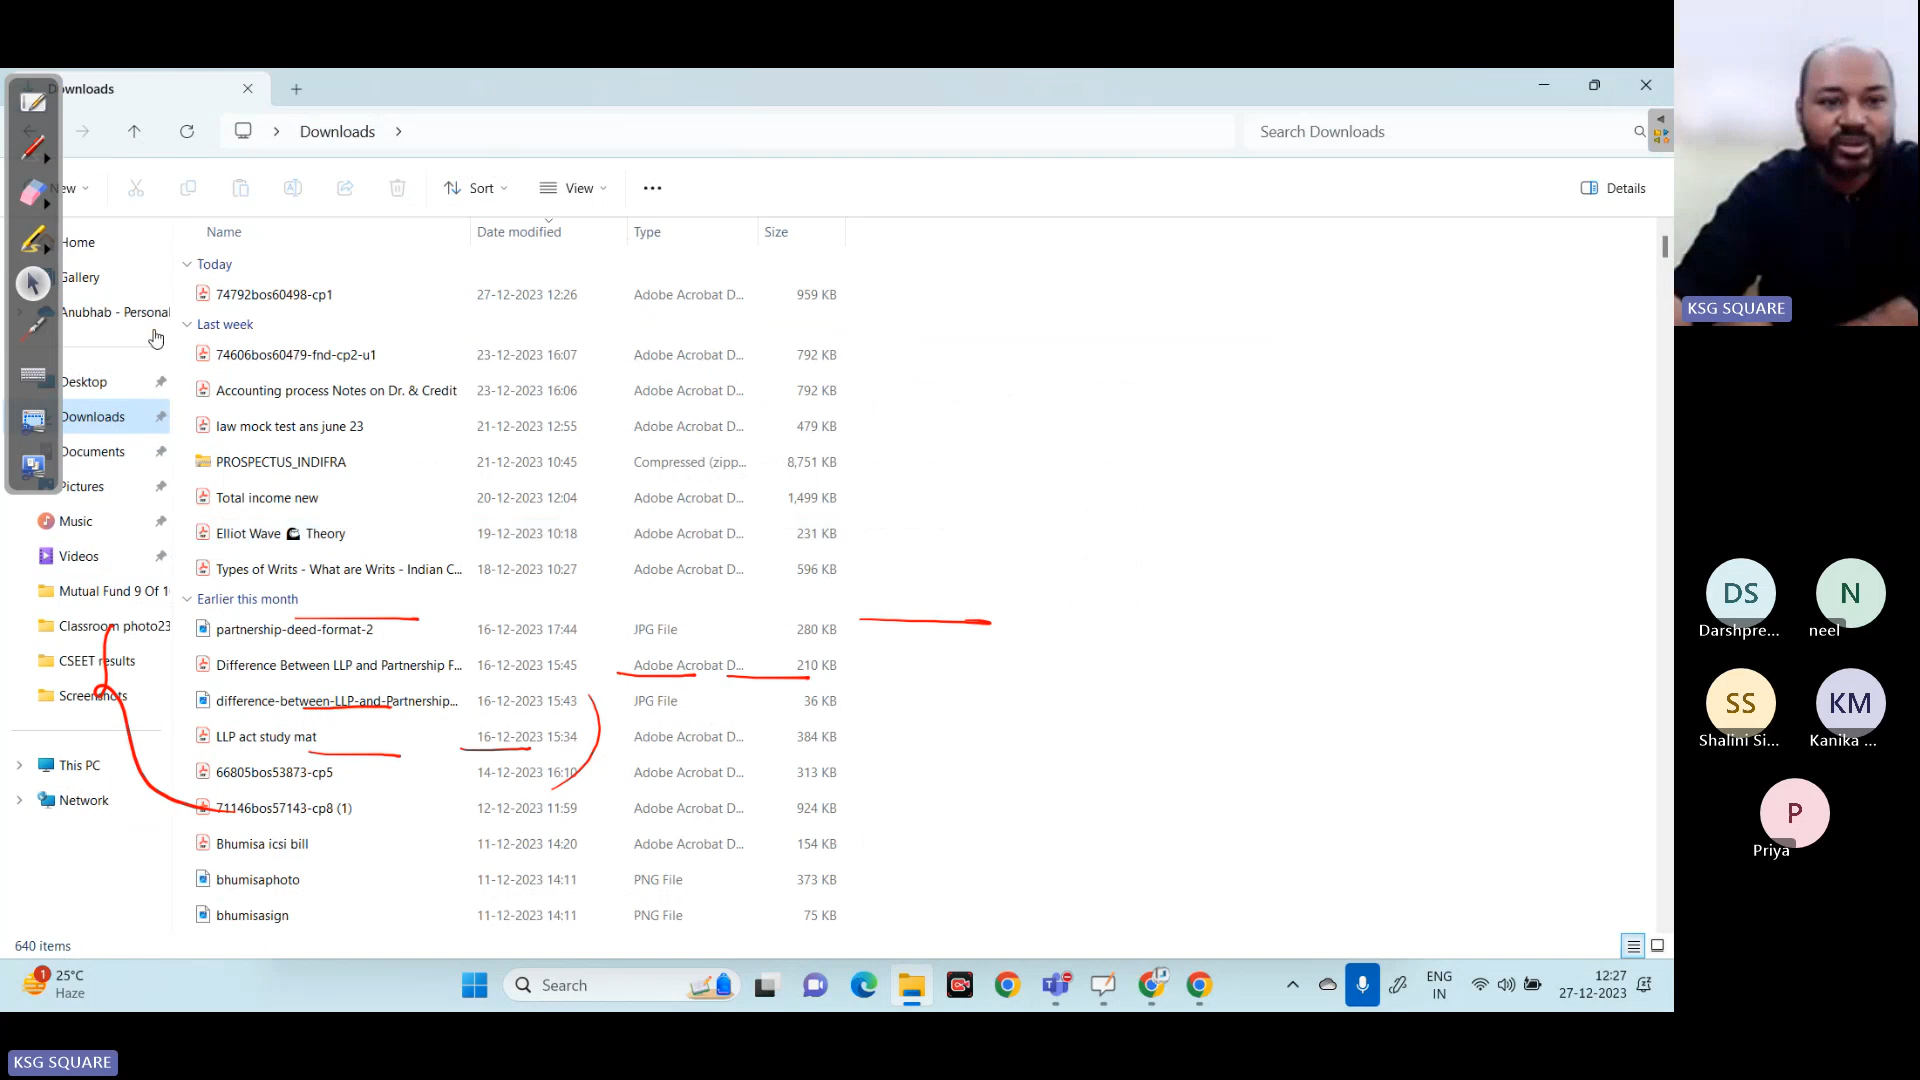 Downloads
Downloads
Search Downloads
New
Sort
View
Details
Name Date modified Type Size
Home
Gallery
Anubhab - Personal
Desktop
Downloads
Documents
Pictures
Music
Videos
Mutual Fund 9 Of 1
Classroom photo23
CSEET results
Screenshots
This PC
Network
Today
74792bos60498-cp1 27-12-2023 12:26 Adobe Acrobat D... 959 KB
Last week
74606bos60479-fnd-cp2-u1 23-12-2023 16:07 Adobe Acrobat D... 792 KB
Accounting process Notes on Dr. & Credit 23-12-2023 16:06 Adobe Acrobat D... 792 KB
law mock test ans june 23 21-12-2023 12:55 Adobe Acrobat D... 479 KB
PROSPECTUS_INDIFRA 21-12-2023 10:45 Compressed (zipp... 8,751 KB
Total income new 20-12-2023 12:04 Adobe Acrobat D... 1,499 KB
Elliot Wave 🌊 Theory 19-12-2023 10:18 Adobe Acrobat D... 231 KB
Types of Writs - What are Writs - Indian C... 18-12-2023 10:27 Adobe Acrobat D... 596 KB
Earlier this month
partnership-deed-format-2 16-12-2023 17:44 JPG File 280 KB
Difference Between LLP and Partnership F... 16-12-2023 15:45 Adobe Acrobat D... 210 KB
difference-between-LLP-and-Partnership... 16-12-2023 15:43 JPG File 36 KB
LLP act study mat 16-12-2023 15:34 Adobe Acrobat D... 384 KB
66805bos53873-cp5 14-12-2023 16:10 Adobe Acrobat D... 313 KB
71146bos57143-cp8 (1) 12-12-2023 11:59 Adobe Acrobat D... 924 KB
Bhumisa icsi bill 11-12-2023 14:20 Adobe Acrobat D... 154 KB
bhumisaphoto 11-12-2023 14:11 PNG File 373 KB
bhumisasign 11-12-2023 14:11 PNG File 75 KB
640 items
1
25°C
Haze
Search
ENG
IN
12:27
27-12-2023
KSG SQUARE
KSG SQUARE
DS
Darshpre...
N
neel
SS
Shalini Si...
KM
Kanika ...
P
Priya